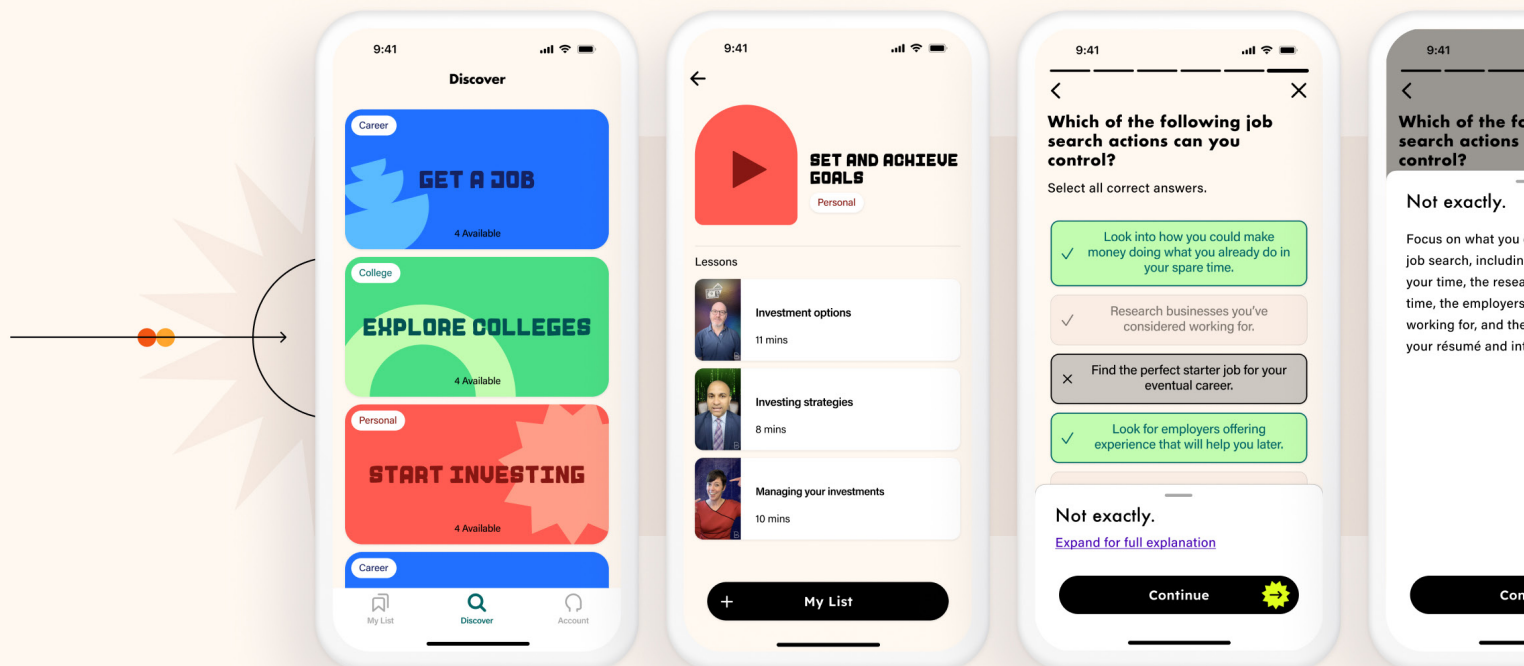 9:41
Discover
Career
GET A JOB
4 Available
College
EXPLORE COLLEGES
4 Available
Personal
START INVESTING
4 Available
Career
My List
Discover
Account
9:41
SET AND ACHIEVE
GOALS
Personal
Lessons
Investment options
11 mins
Investing strategies
8 mins
Managing your investments
10 mins
+ My List
9:41
Which of the following job
search actions can you
control?
Select all correct answers.
Look into how you could make
money doing what you already do in
your spare time.
Research businesses you’ve
considered working for.
Find the perfect starter job for your
eventual career.
Look for employers offering
experience that will help you later.
Not exactly.
Expand for full explanation
Continue
9:41
Which of the fo
search actions
control?
Not exactly.
Focus on what you
job search, includin
your time, the resea
time, the employers
working for, and the
your résumé and int
Con